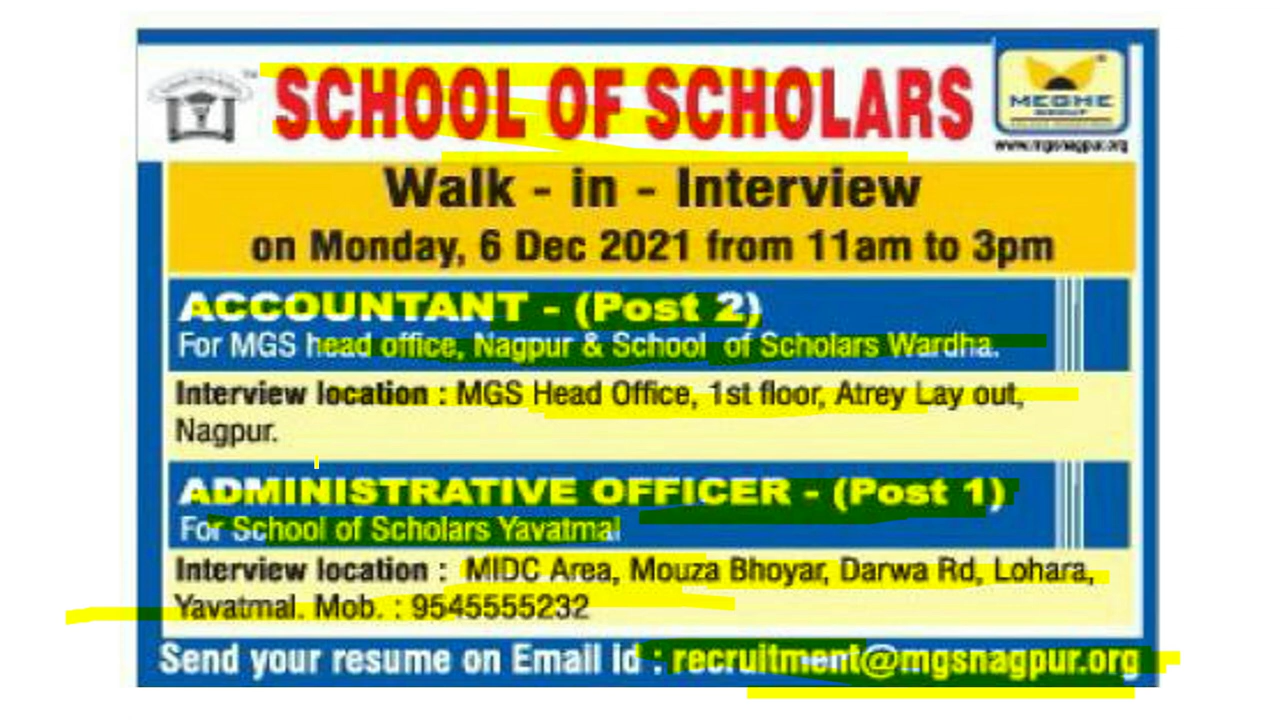 SCHOOL OF SCHOLARS
MEGHE
GROUP
www.mgsnagpur.org
Walk - in - Interview
on Monday, 6 Dec 2021 from 11am to 3pm
ACCOUNTANT - (Post 2)
For MGS head office, Nagpur & School of Scholars Wardha.
Interview location : MGS Head Office, 1st floor, Atrey Lay out,
Nagpur.
ADMINISTRATIVE OFFICER - (Post 1)
For School of Scholars Yavatmal
Interview location : MIDC Area, Mouza Bhoyar, Darwa Rd, Lohara,
Yavatmal. Mob. : 9545555232
Send your resume on Email Id : recruitment@mgsnagpur.org